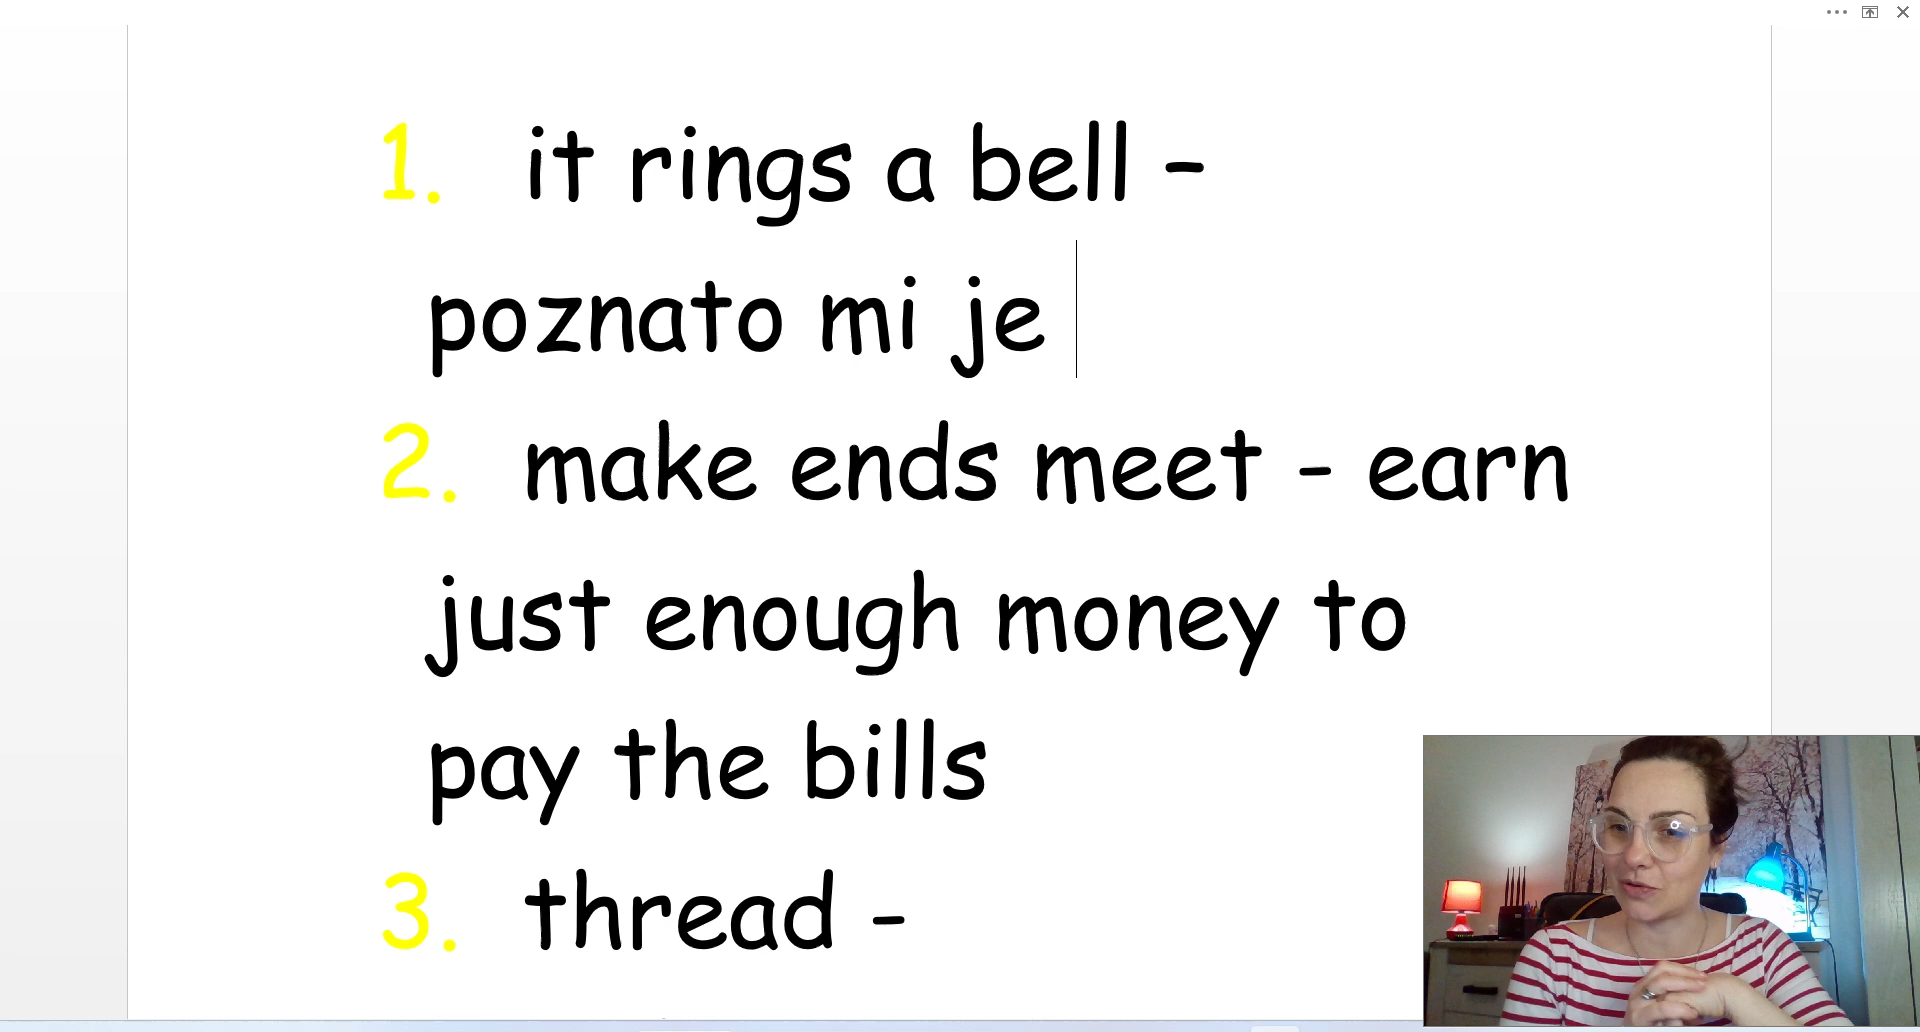 1. it rings a bell –
poznato mi je
2. make ends meet - earn
just enough money to
pay the bills
3. thread -